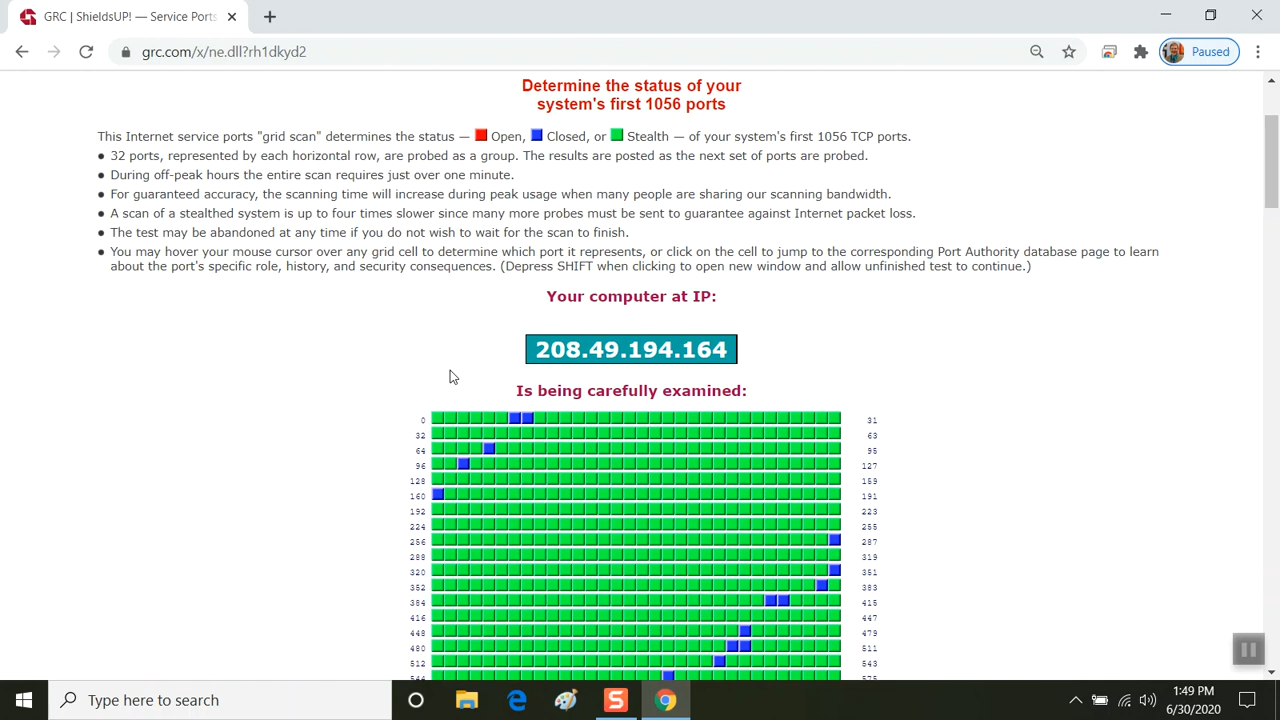 GRC | ShieldsUP! — Service Ports
grc.com/x/ne.dll?rh1dkyd2
Paused
Determine the status of your
system's first 1056 ports
This Internet service ports "grid scan" determines the status — Open, Closed, or Stealth — of your system's first 1056 TCP ports.
• 32 ports, represented by each horizontal row, are probed as a group. The results are posted as the next set of ports are probed.
• During off-peak hours the entire scan requires just over one minute.
• For guaranteed accuracy, the scanning time will increase during peak usage when many people are sharing our scanning bandwidth.
• A scan of a stealthed system is up to four times slower since many more probes must be sent to guarantee against Internet packet loss.
• The test may be abandoned at any time if you do not wish to wait for the scan to finish.
• You may hover your mouse cursor over any grid cell to determine which port it represents, or click on the cell to jump to the corresponding Port Authority database page to learn
about the port's specific role, history, and security consequences. (Depress SHIFT when clicking to open new window and allow unfinished test to continue.)
Your computer at IP:
208.49.194.164
Is being carefully examined:
0 31
32 63
64 95
96 127
128 159
160 191
192 223
224 255
256 287
288 319
320 351
352 383
384 415
416 447
448 479
480 511
512 543
544 575
Type here to search
1:49 PM
6/30/2020